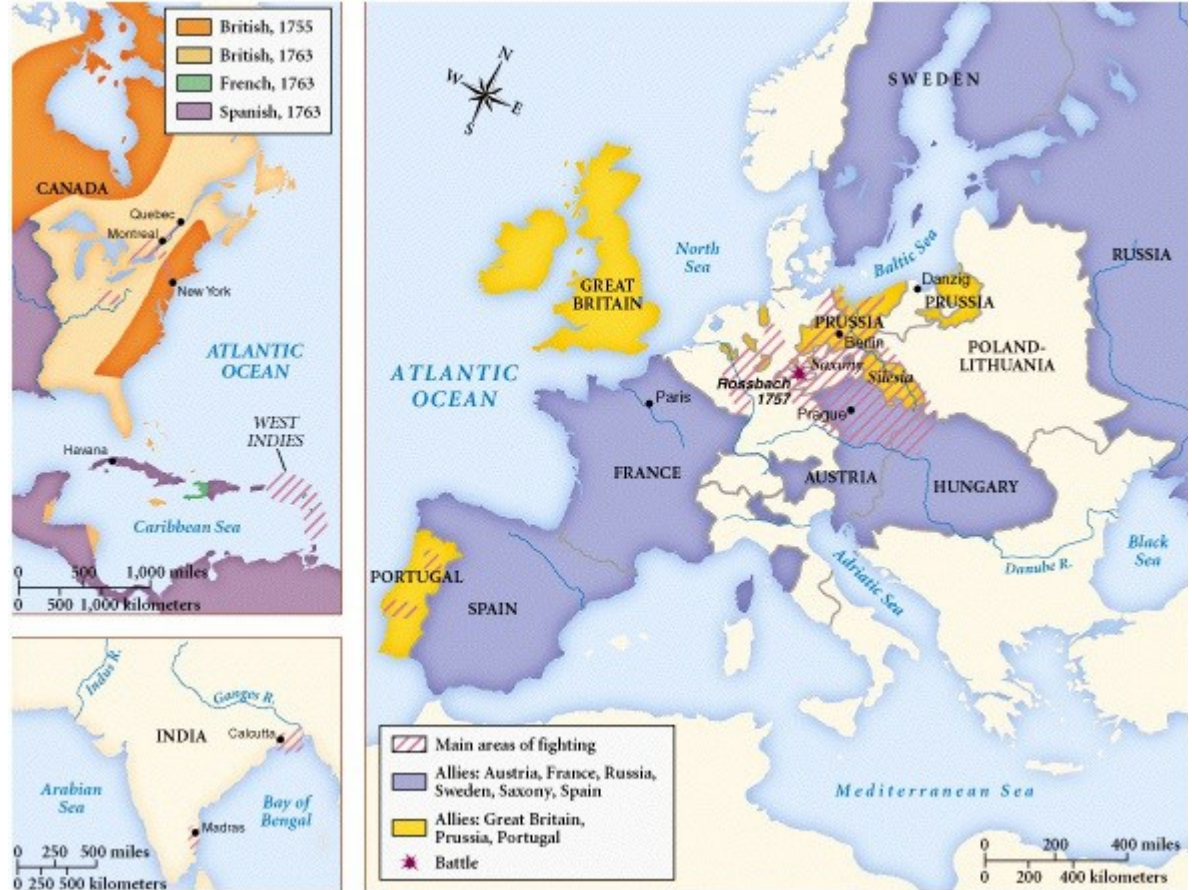 British, 1755
British, 1763
French, 1763
Spanish, 1763
CANADA
Quebec
Montreal
New York
ATLANTIC
OCEAN
WEST
INDIES
Havana
Caribbean Sea
0 500 1,000 miles
0 500 1,000 kilometers
Indus R.
Ganges R.
INDIA
Calcutta
Arabian
Sea
Bay of
Bengal
Madras
0 250 500 miles
0 250 500 kilometers
N
W
E
S
SWEDEN
RUSSIA
North
Sea
Baltic Sea
GREAT
BRITAIN
Danzig
PRUSSIA
PRUSSIA
Berlin
POLAND-
LITHUANIA
Saxony
Silesia
Rossbach
1757
Prague
ATLANTIC
OCEAN
Paris
FRANCE
AUSTRIA
HUNGARY
PORTUGAL
SPAIN
Adriatic Sea
Danube R.
Black
Sea
Main areas of fighting
Allies: Austria, France, Russia,
Sweden, Saxony, Spain
Allies: Great Britain,
Prussia, Portugal
Battle
Mediterranean Sea
0 200 400 miles
0 200 400 kilometers